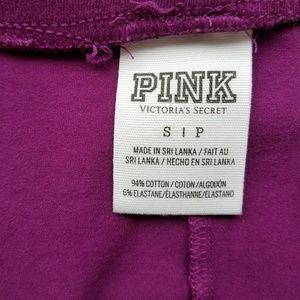 PINK
VICTORIA'S SECRET
S | P
MADE IN SRI LANKA / FAIT AU
SRI LANKA / HECHO EN SRI LANKA
94% COTTON / COTON / ALGODÓN
6% ELASTANE/ÉLASTHANNE/ELASTANO